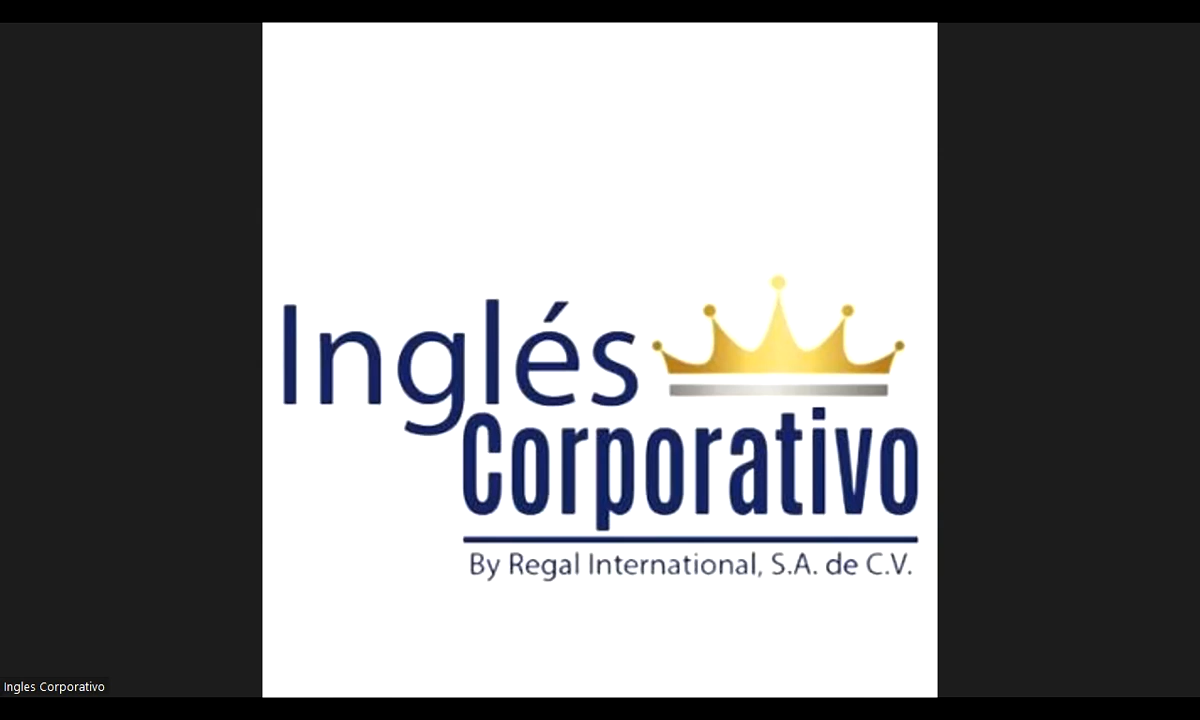 Inglés
Corporativo
By Regal International, S.A. de C.V.
Ingles Corporativo